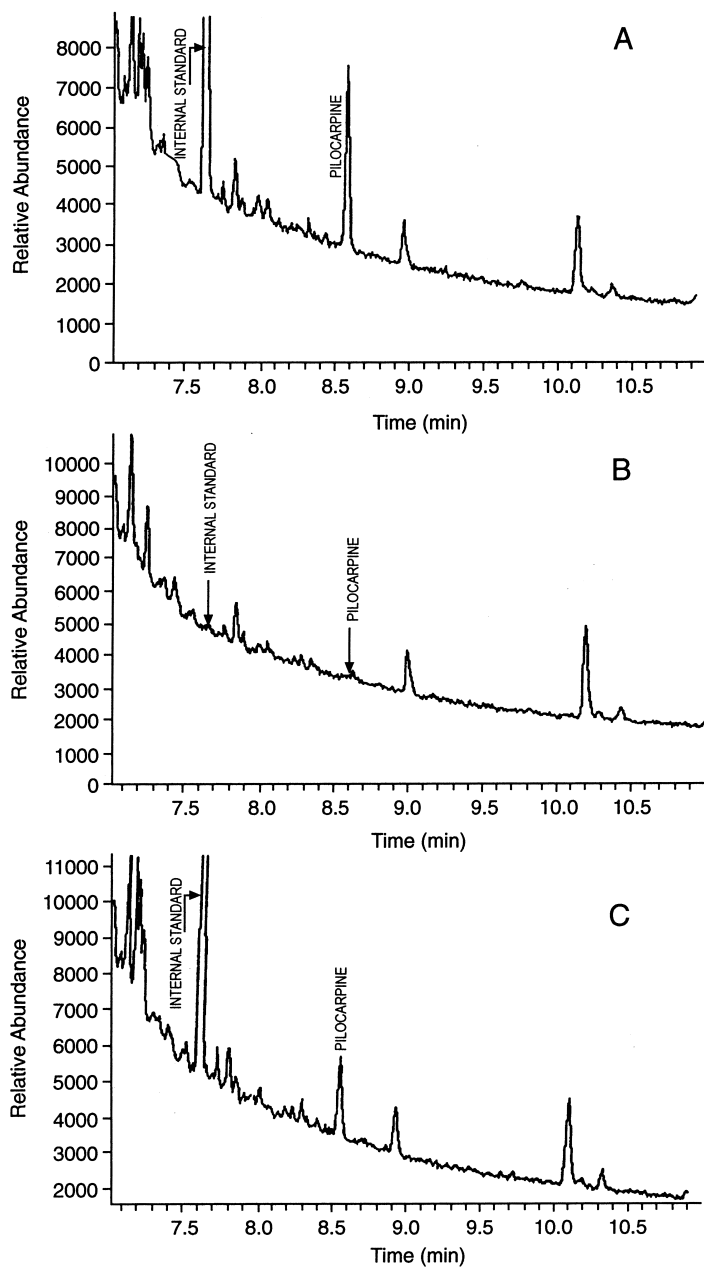 A
INTERNAL STANDARD
PILOCARPINE
Relative Abundance
8000
7000
6000
5000
4000
3000
2000
1000
0
7.5 8.0 8.5 9.0 9.5 10.0 10.5
Time (min)
B
INTERNAL STANDARD
PILOCARPINE
Relative Abundance
10000
9000
8000
7000
6000
5000
4000
3000
2000
1000
0
7.5 8.0 8.5 9.0 9.5 10.0 10.5
Time (min)
C
INTERNAL STANDARD
PILOCARPINE
Relative Abundance
11000
10000
9000
8000
7000
6000
5000
4000
3000
2000
7.5 8.0 8.5 9.0 9.5 10.0 10.5
Time (min)